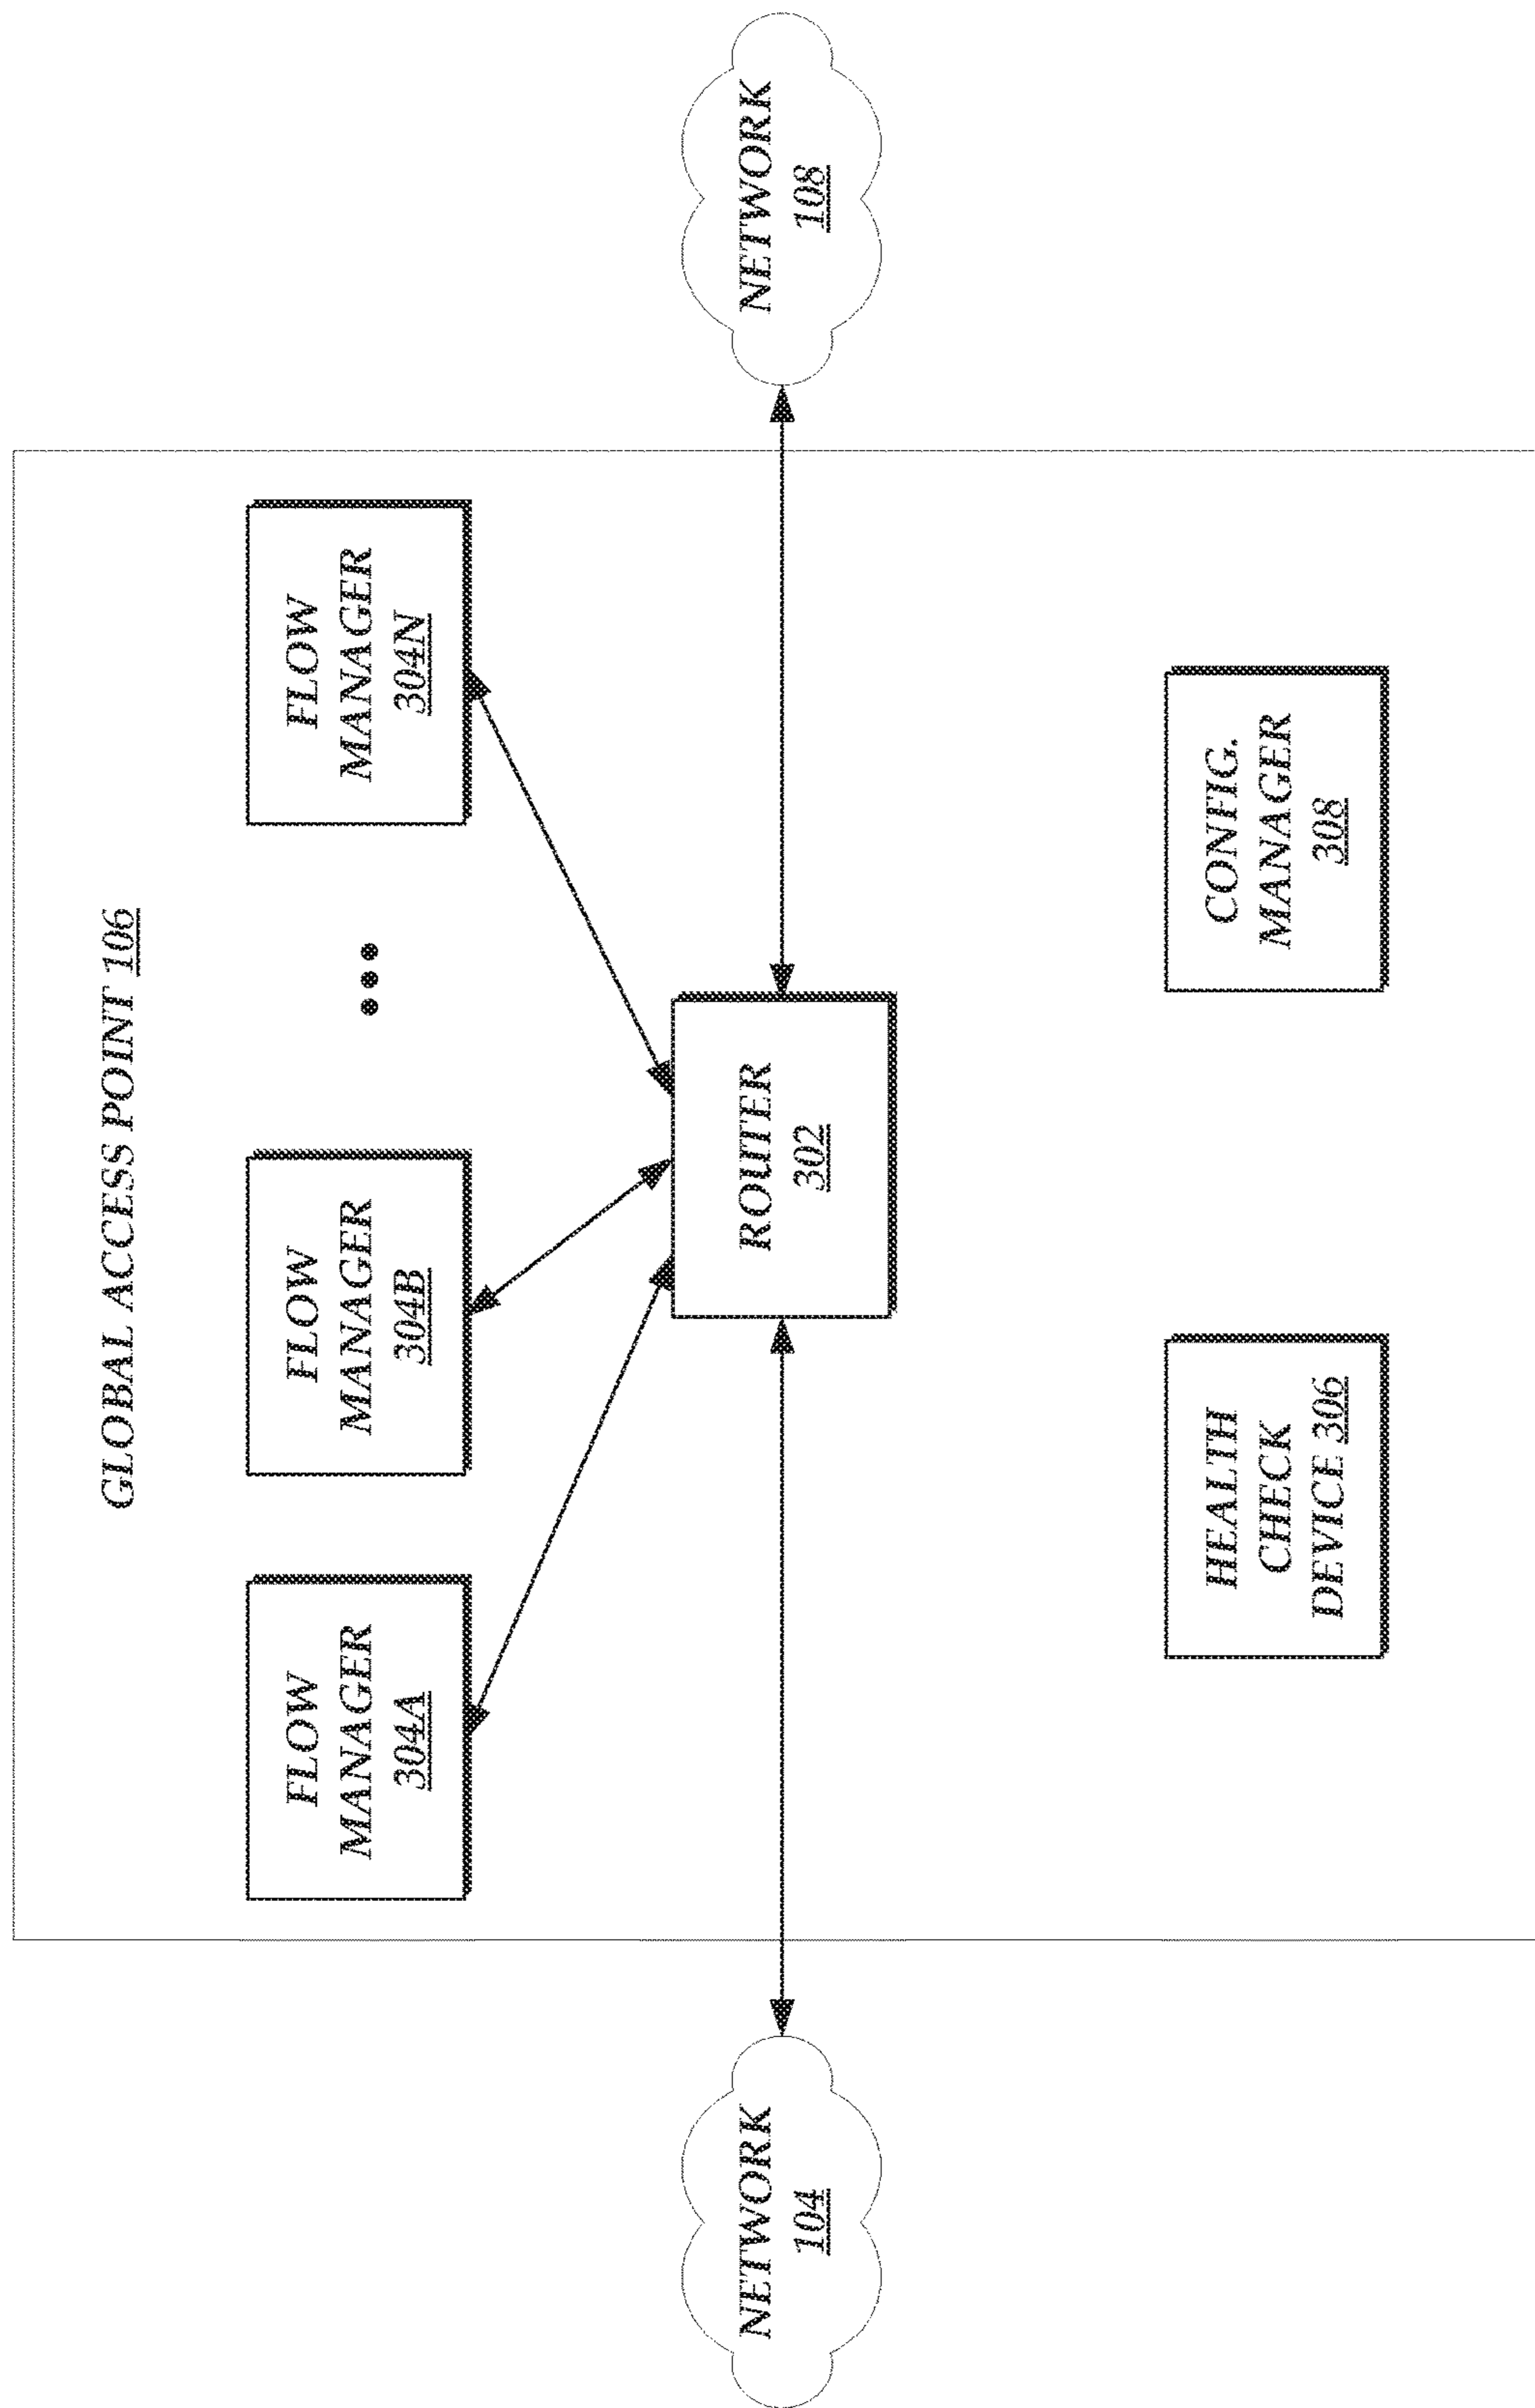 GLOBAL ACCESS POINT 106
FLOW
MANAGER
304A
FLOW
MANAGER
304B
FLOW
MANAGER
304N
NETWORK
104
ROUTER
302
NETWORK
108
HEALTH
CHECK
DEVICE 306
CONFIG.
MANAGER
308